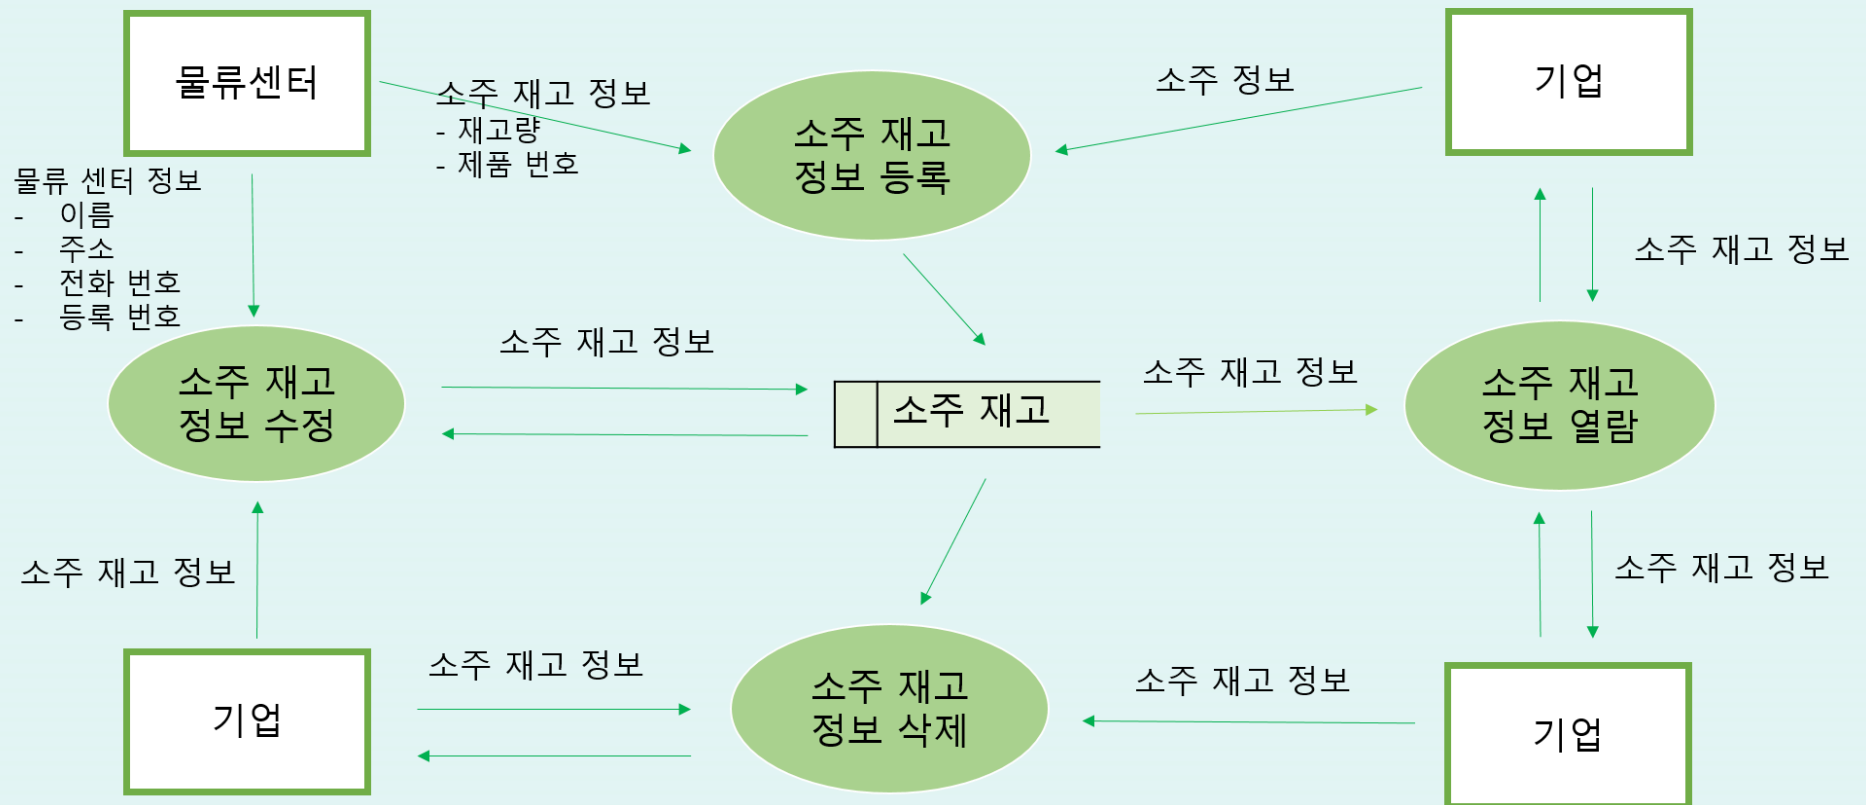 물류센터
소주 재고 정보
- 재고량
- 제품 번호
소주 재고
정보 등록
소주 정보
기업
물류 센터 정보
- 이름
- 주소
- 전화 번호
- 등록 번호
소주 재고 정보
소주 재고
정보 수정
소주 재고 정보
소주 재고
소주 재고 정보
소주 재고
정보 열람
소주 재고 정보
소주 재고 정보
기업
소주 재고 정보
소주 재고
정보 삭제
소주 재고 정보
기업